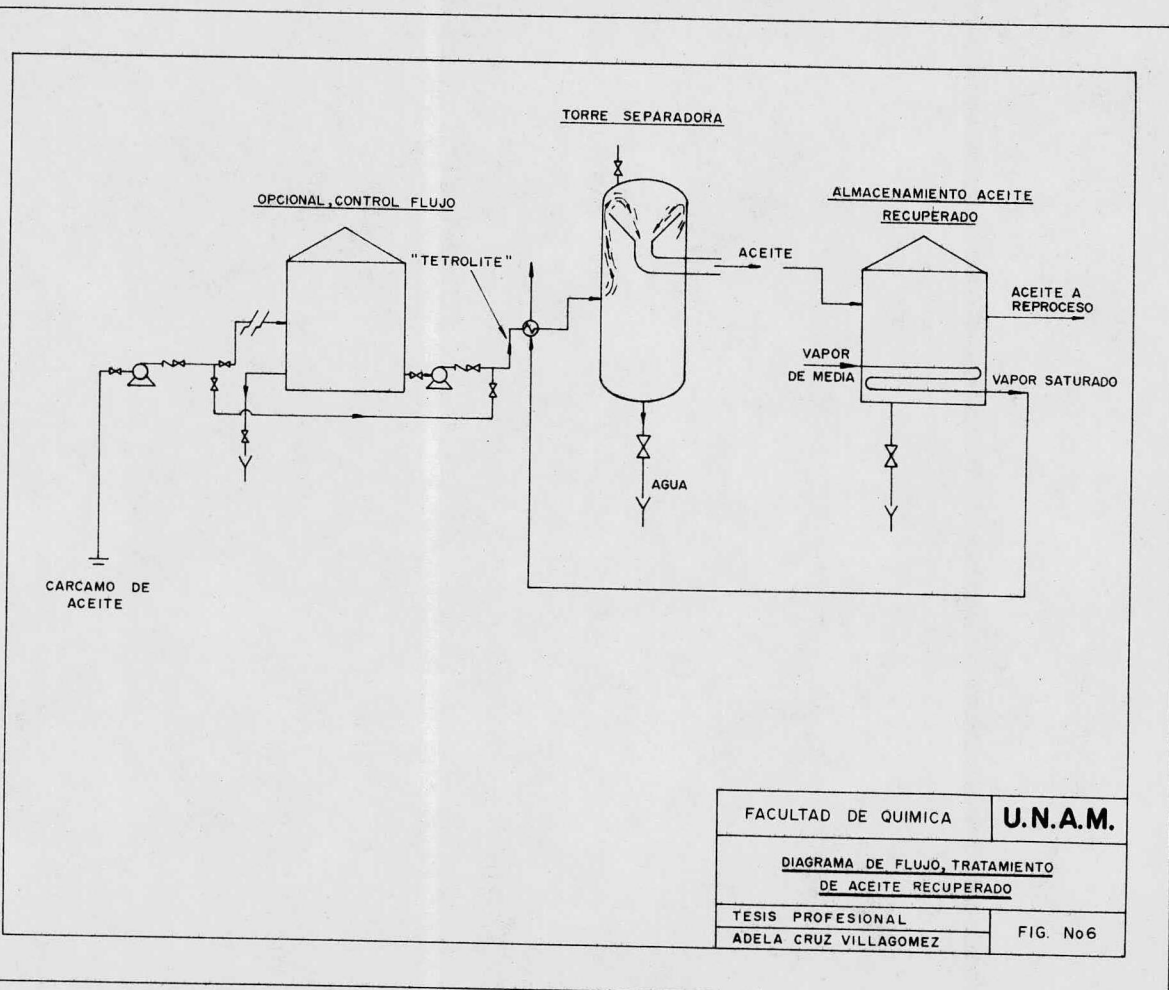 TORRE SEPARADORA
OPCIONAL, CONTROL FLUJO
"TETROLITE"
ALMACENAMIENTO ACEITE
RECUPERADO
ACEITE
ACEITE A
REPROCESO
VAPOR
DE MEDIA
VAPOR SATURADO
AGUA
CARCAMO DE
ACEITE
FACULTAD DE QUIMICA
U.N.A.M.
DIAGRAMA DE FLUJO, TRATAMIENTO
DE ACEITE RECUPERADO
TESIS PROFESIONAL
ADELA CRUZ VILLAGOMEZ
FIG. No6